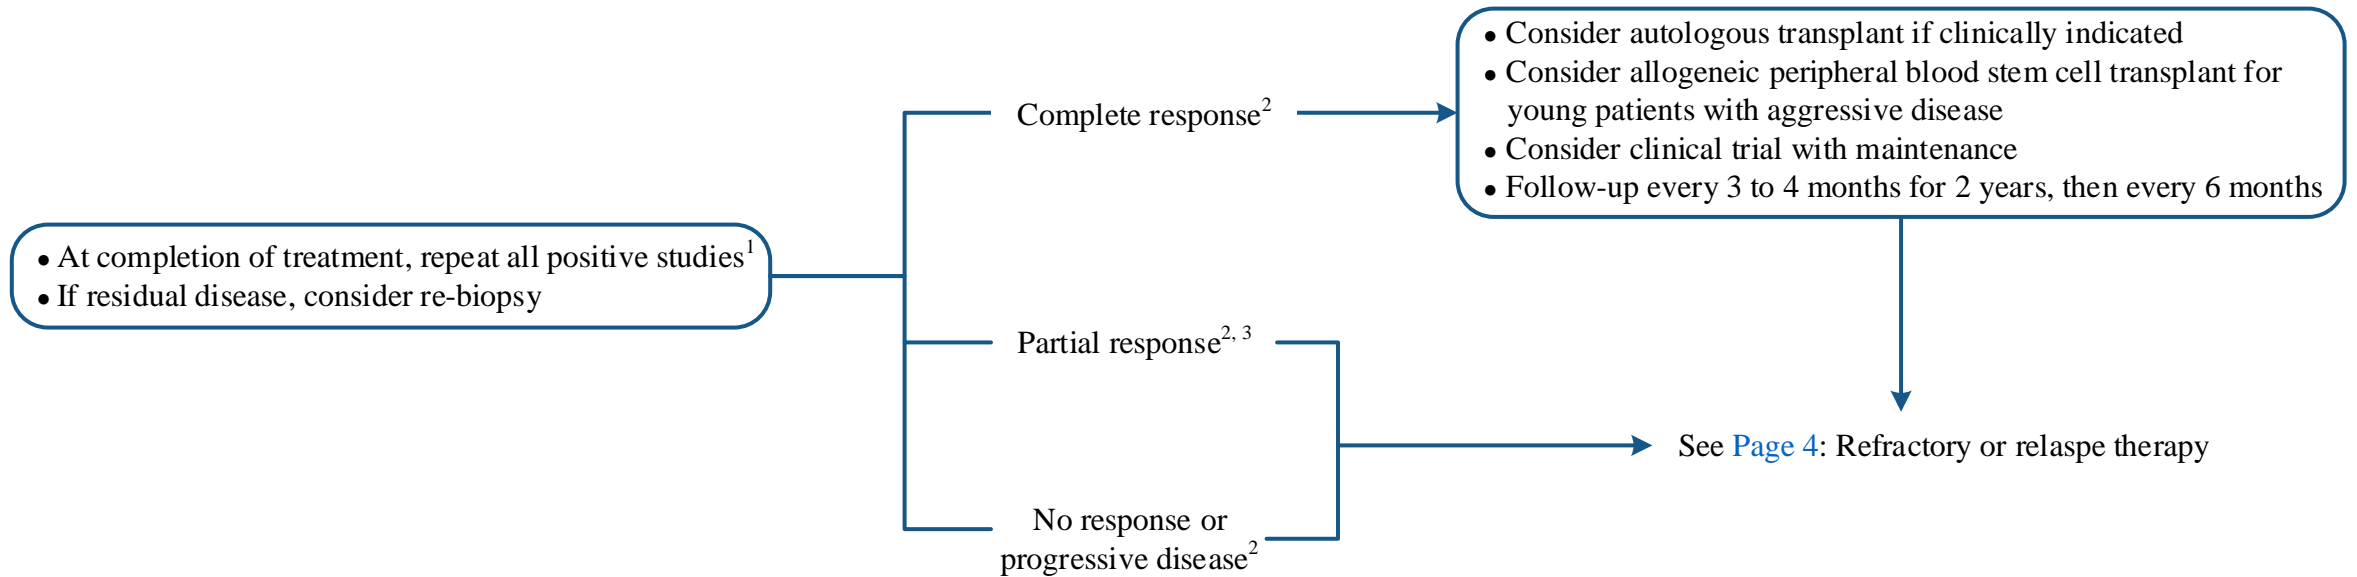 • At completion of treatment, repeat all positive studies1
• If residual disease, consider re-biopsy
Complete response2
• Consider autologous transplant if clinically indicated
• Consider allogeneic peripheral blood stem cell transplant for
young patients with aggressive disease
• Consider clinical trial with maintenance
• Follow-up every 3 to 4 months for 2 years, then every 6 months
Partial response2, 3
No response or
progressive disease2
See Page 4: Refractory or relaspe therapy